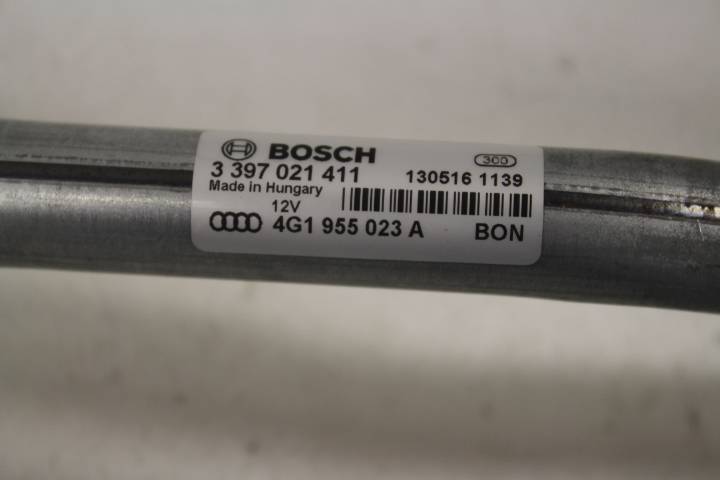 BOSCH 300
3 397 021 411 130516 1139
Made in Hungary
12V
4G1 955 023 A BON